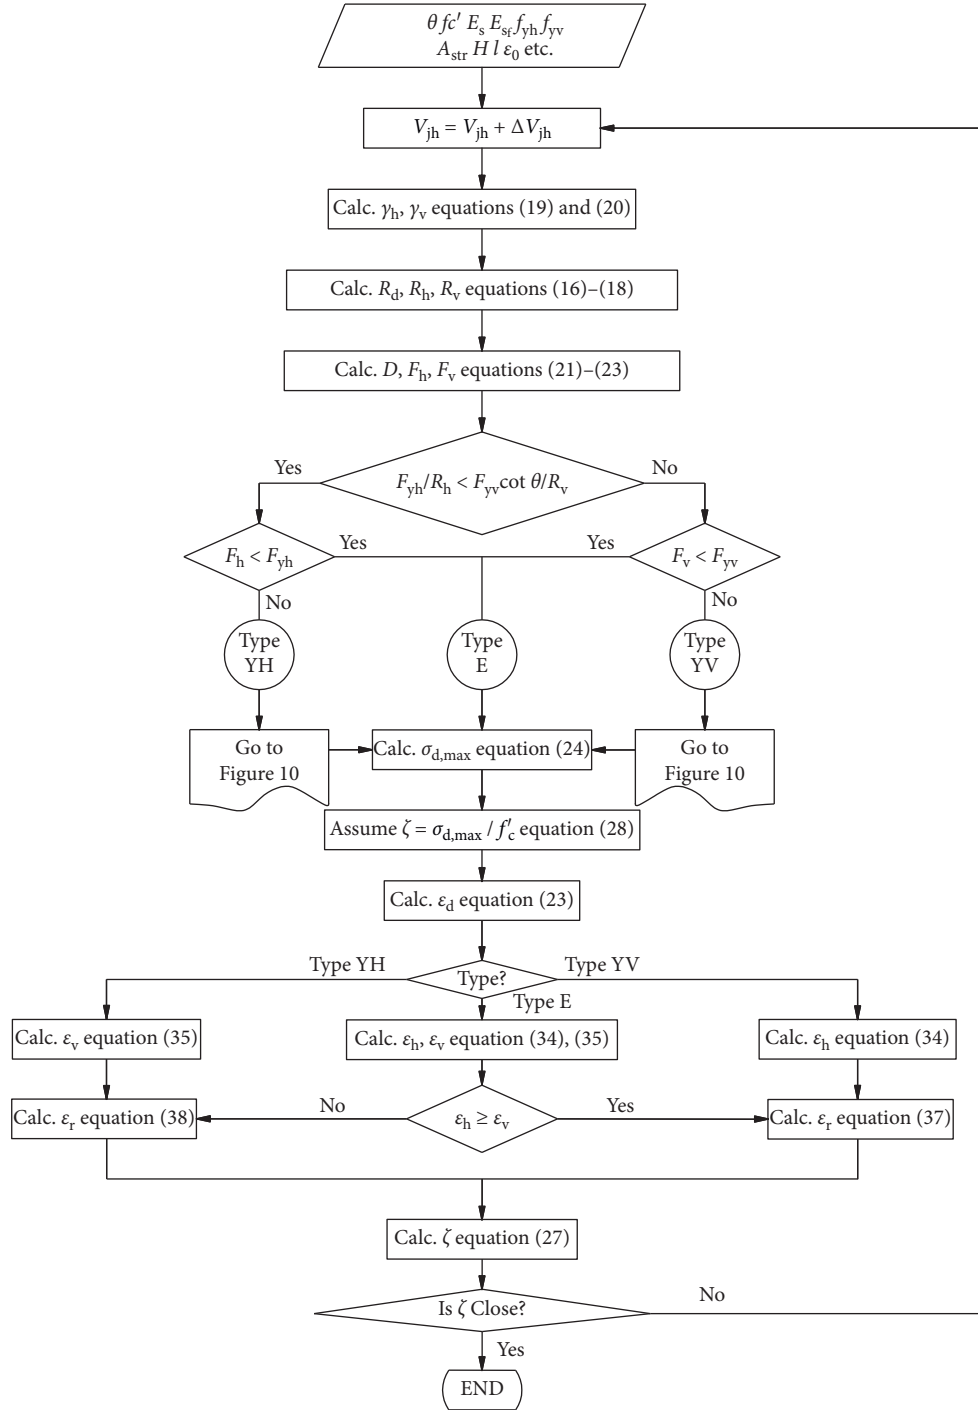 θ fc′ Es Esf fyh fyv
Astr H l ε0 etc.
Vjh = Vjh + ΔVjh
Calc. γh, γv equations (19) and (20)
Calc. Rd, Rh, Rv equations (16)–(18)
Calc. D, Fh, Fv equations (21)–(23)
Yes
Fyh/Rh < Fyvcot θ/Rv
No
Fh < Fyh
Yes
Yes
Fv < Fyv
No
No
Type
YH
Type
E
Type
YV
Go to
Figure 10
Calc. σd,max equation (24)
Go to
Figure 10
Assume ζ = σd,max / f′c equation (28)
Calc. εd equation (23)
Type YH
Type?
Type YV
Type E
Calc. εv equation (35)
Calc. εh, εv equation (34), (35)
Calc. εh equation (34)
Calc. εr equation (38)
No
εh ≥ εv
Yes
Calc. εr equation (37)
Calc. ζ equation (27)
Is ζ Close?
No
Yes
END